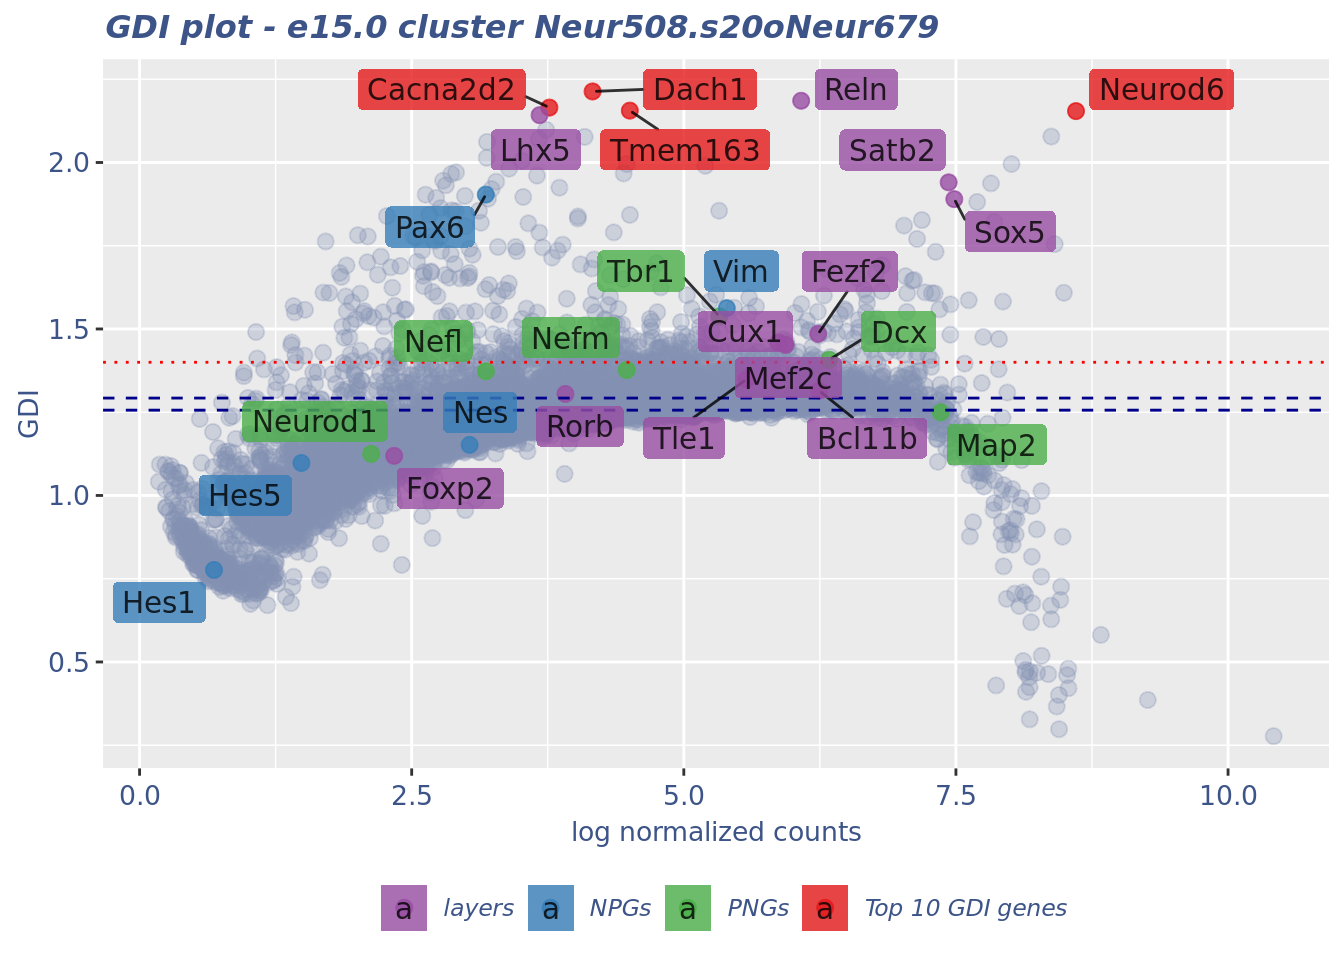 GDI plot - e15.0 cluster Neur508.s20oNeur679
Cacna2d2
Dach1
Reln
Neurod6
Lhx5
Tmem163
Satb2
Pax6
Sox5
Tbr1
Vim
Fezf2
Nefl
Nefm
Cux1
Dcx
Mef2c
Neurod1
Nes
Rorb
Tle1
Bcl11b
Map2
Hes5
Foxp2
Hes1
GDI
2.0
1.5
1.0
0.5
0.0
2.5
5.0
7.5
10.0
log normalized counts
a layers a NPGs a PNGs a Top 10 GDI genes